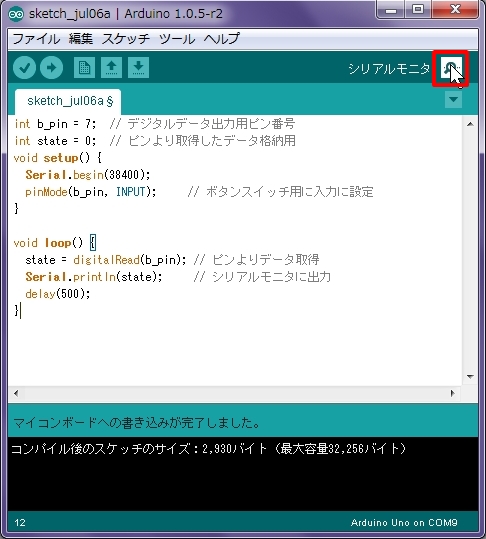 sketch_jul06a | Arduino 1.0.5-r2
ファイル 編集 スケッチ ツール ヘルプ
シリアルモニタ
sketch_jul06a §
int b_pin = 7;  // デジタルデータ出力用ピン番号
int state = 0;  // ピンより取得したデータ格納用
void setup() {
  Serial.begin(38400);
  pinMode(b_pin, INPUT);    // ボタンスイッチ用に入力に設定
}

void loop() {
  state = digitalRead(b_pin); // ピンよりデータ取得
  Serial.println(state);    // シリアルモニタに出力
  delay(500);
}
マイコンボードへの書き込みが完了しました。
コンパイル後のスケッチのサイズ：2,930バイト（最大容量32,256バイト）
12
Arduino Uno on COM9